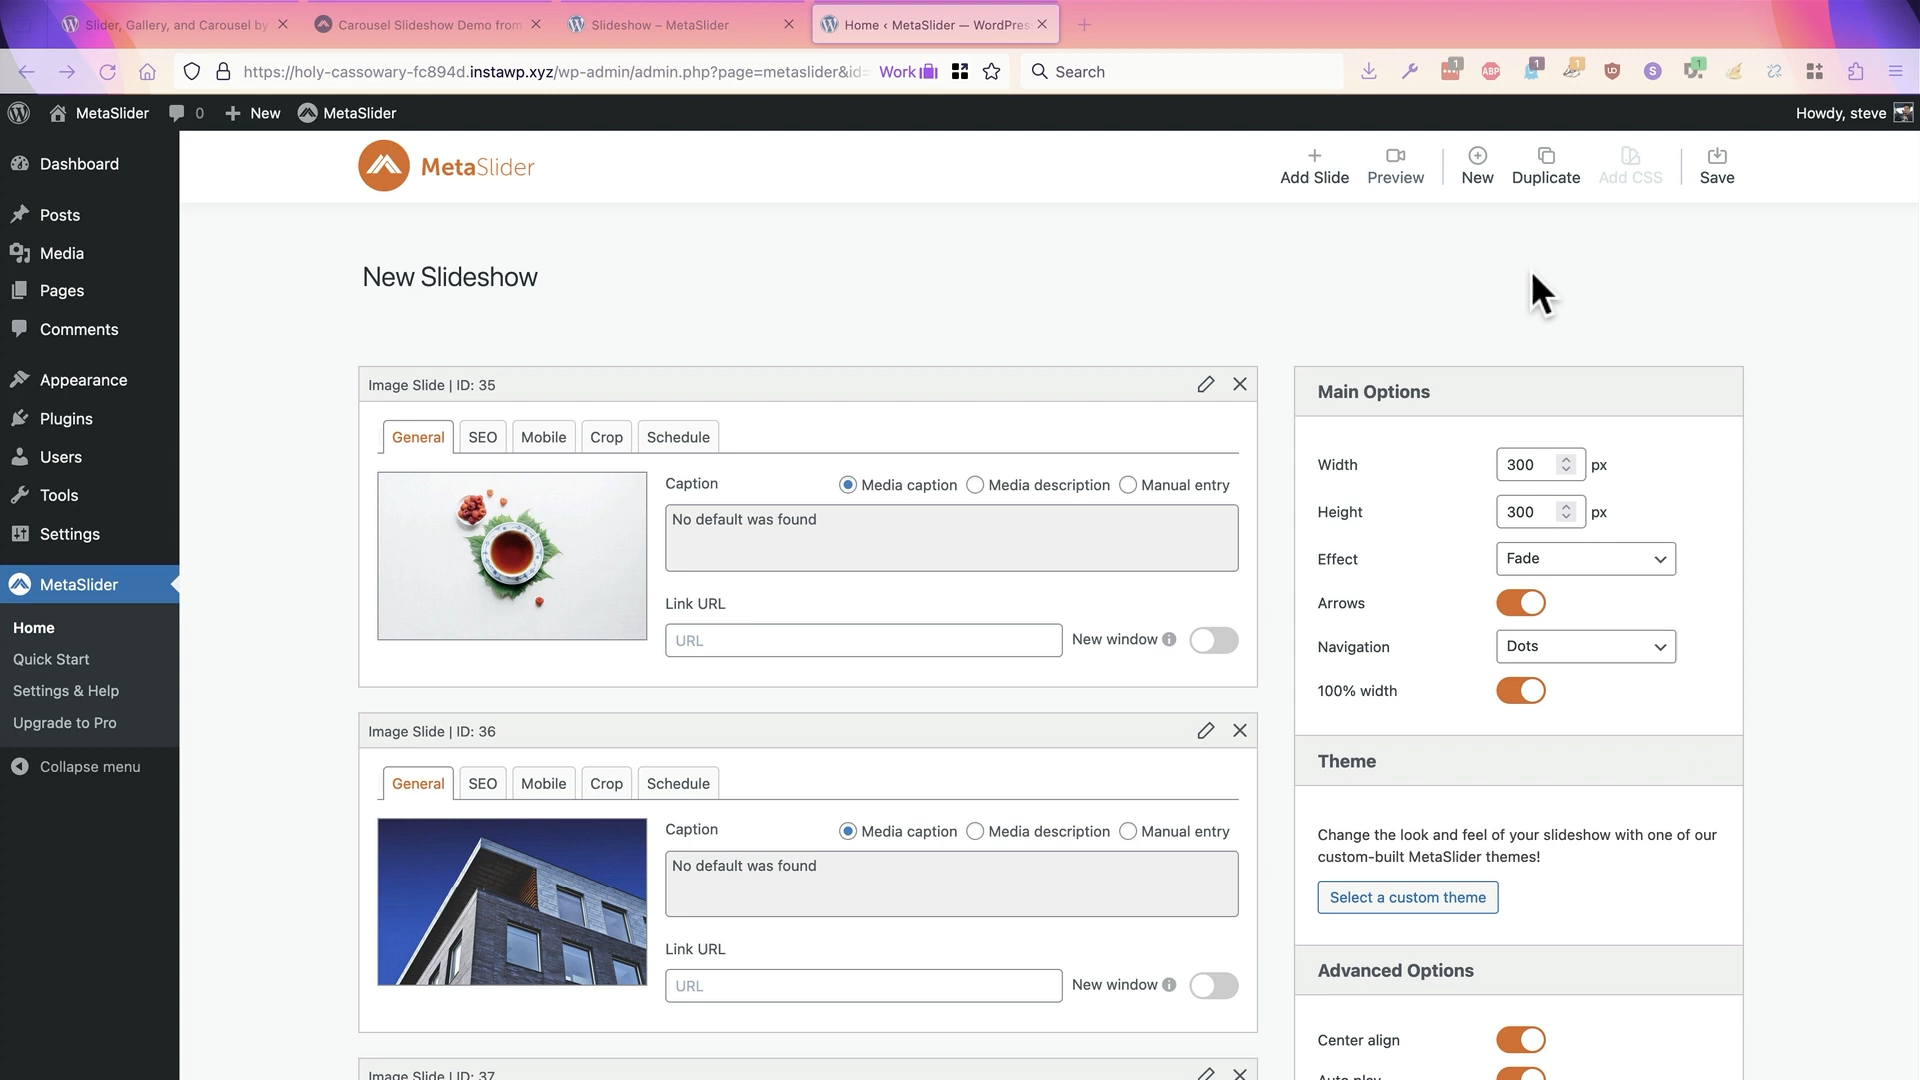 Slider, Gallery, and Carousel by
Carousel Slideshow Demo from
Slideshow – MetaSlider
Home ‹ MetaSlider — WordPres
https://holy-cassowary-fc894d.instawp.xyz/wp-admin/admin.php?page=metaslider&id=
Work
Search
1
ABP
1
1
S
1
MetaSlider
0
New
MetaSlider
Howdy, steve
Dashboard
Posts
Media
Pages
Comments
Appearance
Plugins
Users
Tools
Settings
MetaSlider
Home
Quick Start
Settings & Help
Upgrade to Pro
Collapse menu
MetaSlider
Add Slide
Preview
New
Duplicate
Add CSS
Save
New Slideshow
Image Slide | ID: 35
General
SEO
Mobile
Crop
Schedule
Caption
Media caption
Media description
Manual entry
No default was found
Link URL
URL
New window
Image Slide | ID: 36
General
SEO
Mobile
Crop
Schedule
Caption
Media caption
Media description
Manual entry
No default was found
Link URL
URL
New window
Image Slide | ID: 37
Main Options
Width
300
px
Height
300
px
Effect
Fade
Arrows
Navigation
Dots
100% width
Theme
Change the look and feel of your slideshow with one of our
custom-built MetaSlider themes!
Select a custom theme
Advanced Options
Center align
Auto play